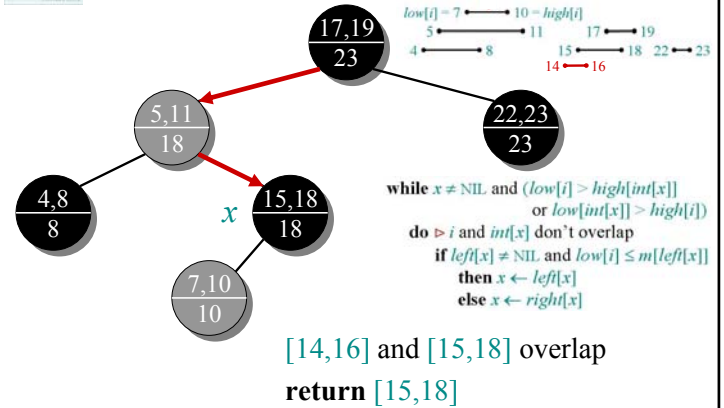 low[i] = 7 10 = high[i]
5 11 17 19
4 8 15 18 22 23
14 16
17,19
23
5,11
18
22,23
23
4,8
8
x
15,18
18
7,10
10
while x ≠ NIL and (low[i] > high[int[x]]
or low[int[x]] > high[i])
do ▷ i and int[x] don’t overlap
if left[x] ≠ NIL and low[i] ≤ m[left[x]]
then x ← left[x]
else x ← right[x]
[14,16] and [15,18] overlap
return [15,18]